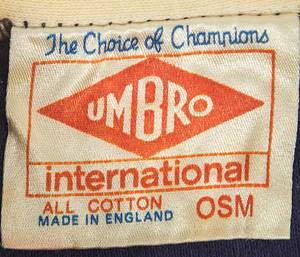 The Choice of Champions
UMBRO
international
ALL COTTON
MADE IN ENGLAND OSM